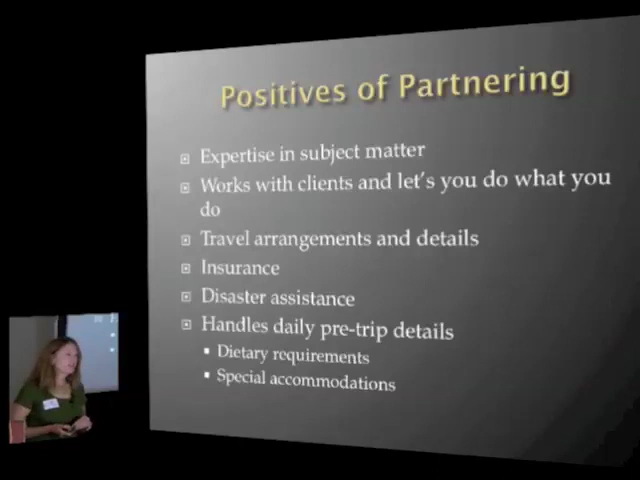 Positives of Partnering
Expertise in subject matter
Works with clients and let's you do what you
do
Travel arrangements and details
Insurance
Disaster assistance
Handles daily pre-trip details
Dietary requirements
Special accommodations